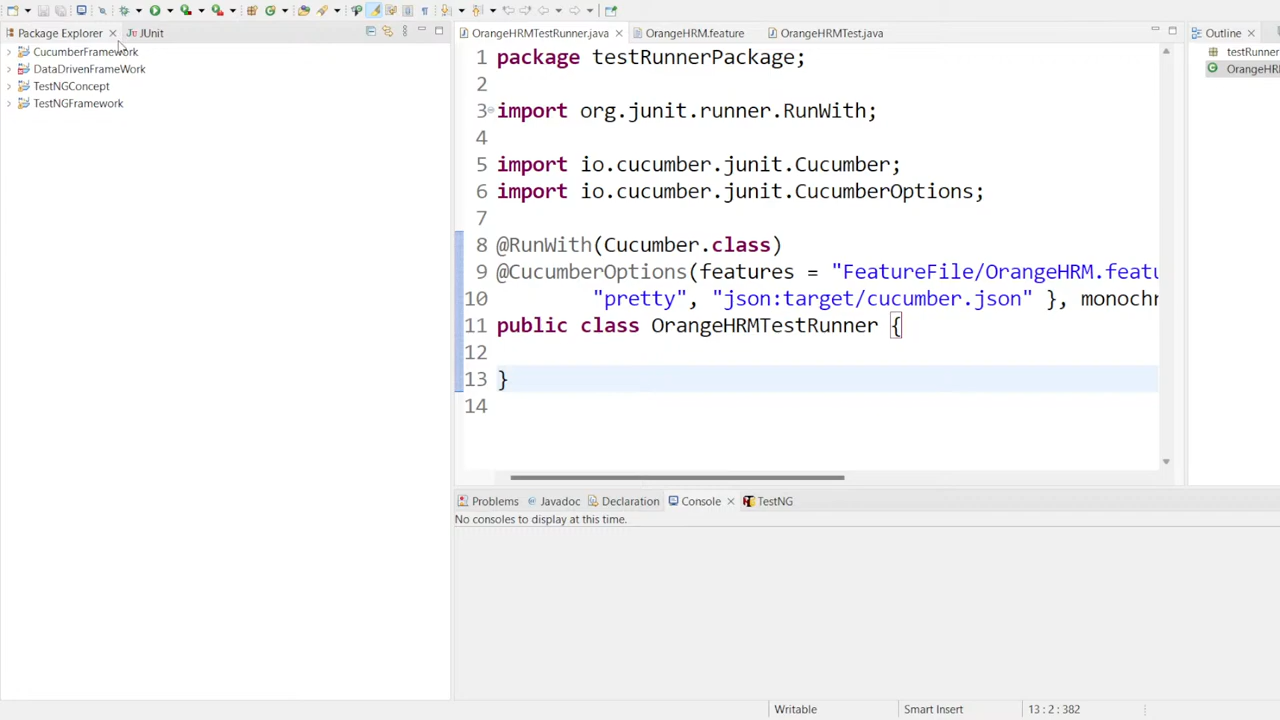 Package Explorer
JUnit
CucumberFramework
DataDrivenFrameWork
TestNGConcept
TestNGFramework
OrangeHRMTestRunner.java
OrangeHRM.feature
OrangeHRMTest.java
1 package testRunnerPackage;
2
3 import org.junit.runner.RunWith;
4
5 import io.cucumber.junit.Cucumber;
6 import io.cucumber.junit.CucumberOptions;
7
8 @RunWith(Cucumber.class)
9 @CucumberOptions(features = "FeatureFile/OrangeHRM.featu
10 "pretty", "json:target/cucumber.json" }, monochr
11 public class OrangeHRMTestRunner {
12
13 }
14
Outline
testRunner
OrangeHR
Problems
Javadoc
Declaration
Console
TestNG
No consoles to display at this time.
Writable
Smart Insert
13 : 2 : 382